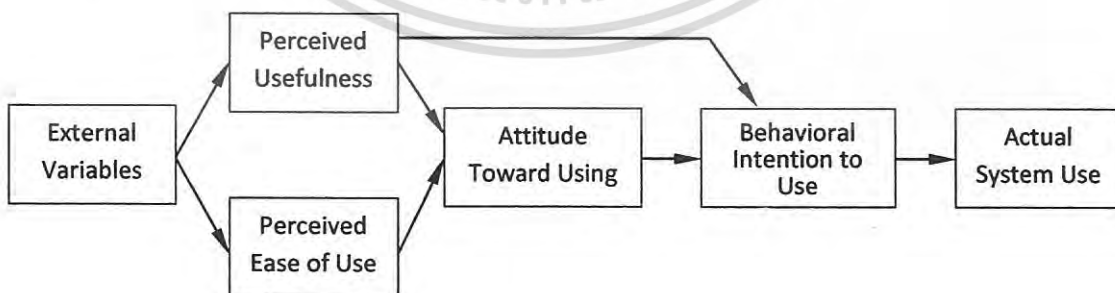 Perceived
Usefulness
External
Variables
Attitude
Toward Using
Behavioral
Intention to
Use
Actual
System Use
Perceived
Ease of Use